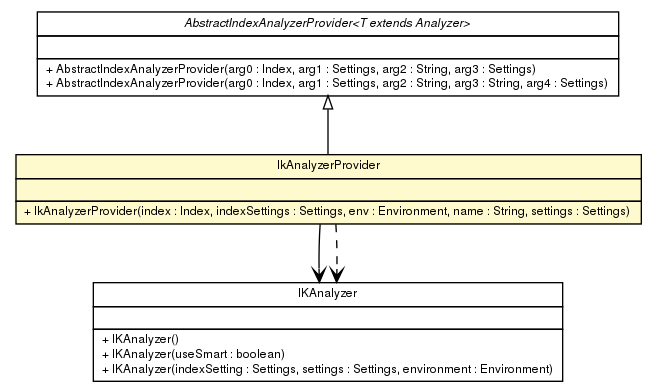 AbstractIndexAnalyzerProvider<T extends Analyzer>
+ AbstractIndexAnalyzerProvider(arg0 : Index, arg1 : Settings, arg2 : String, arg3 : Settings)
+ AbstractIndexAnalyzerProvider(arg0 : Index, arg1 : Settings, arg2 : String, arg3 : String, arg4 : Settings)
IkAnalyzerProvider
+ IkAnalyzerProvider(index : Index, indexSettings : Settings, env : Environment, name : String, settings : Settings)
IKAnalyzer
+ IKAnalyzer()
+ IKAnalyzer(useSmart : boolean)
+ IKAnalyzer(indexSetting : Settings, settings : Settings, environment : Environment)